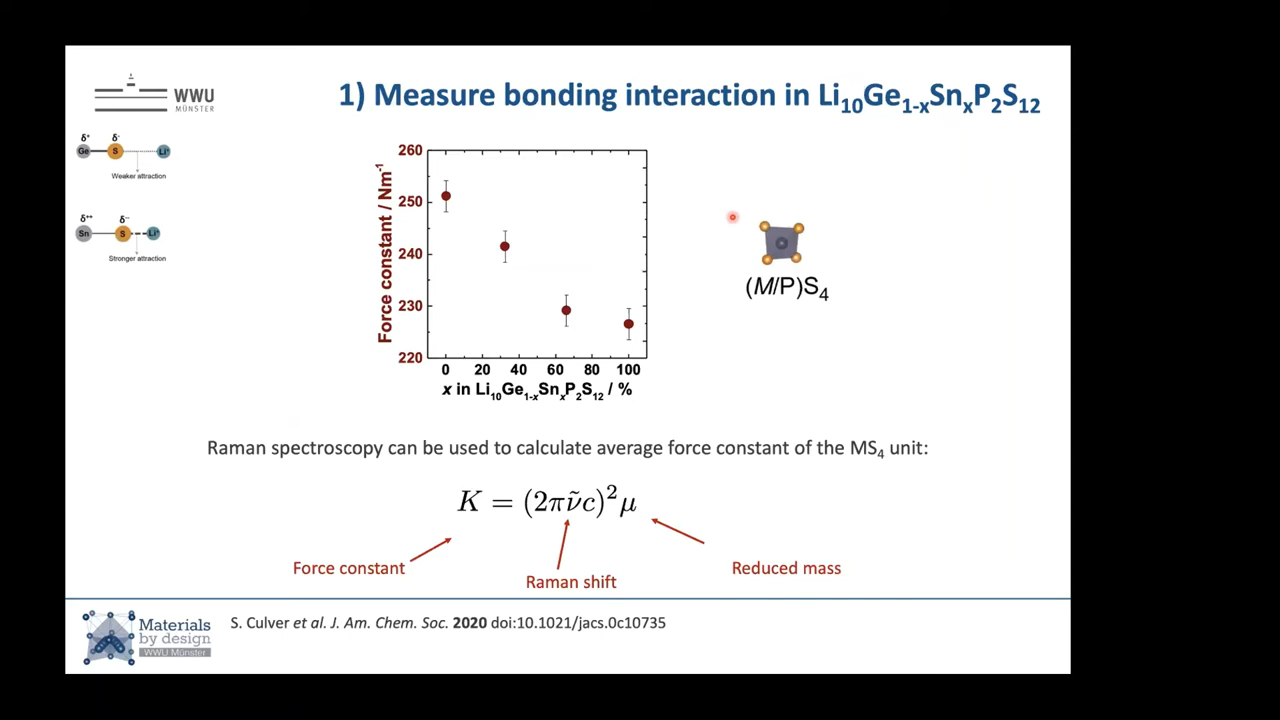 WWU
MÜNSTER
1) Measure bonding interaction in Li₁₀Ge₁₋ₓSnₓP₂S₁₂
δ⁺ δ⁻
Ge S Li⁺
Weaker attraction
δ⁺⁺ δ⁻⁻
Sn S Li⁺
Stronger attraction
Force constant / Nm⁻¹
260
250
240
230
220
0 20 40 60 80 100
x in Li₁₀Ge₁₋ₓSnₓP₂S₁₂ / %
(M/P)S₄
Raman spectroscopy can be used to calculate average force constant of the MS₄ unit:
K = (2πν̃c)²μ
Force constant
Raman shift
Reduced mass
Materials
by design
WWU Münster
S. Culver et al. J. Am. Chem. Soc. 2020 doi:10.1021/jacs.0c10735